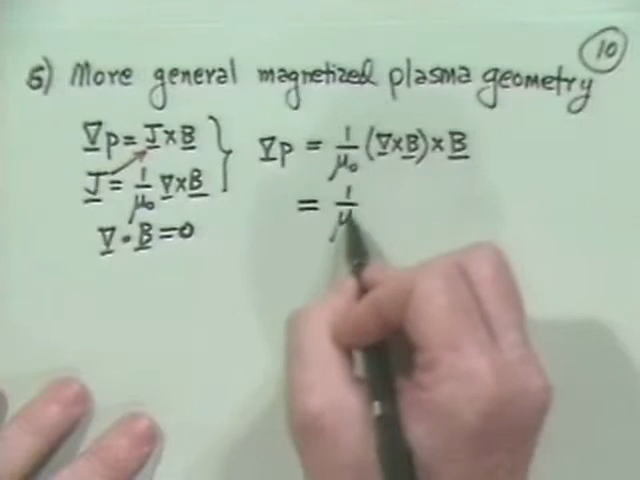 10
5) More general magnetized plasma geometry
∇p = J × B } ∇p = 1/μ₀ (∇×B) × B
J = 1/μ₀ ∇×B = 1/μ
∇ • B = 0